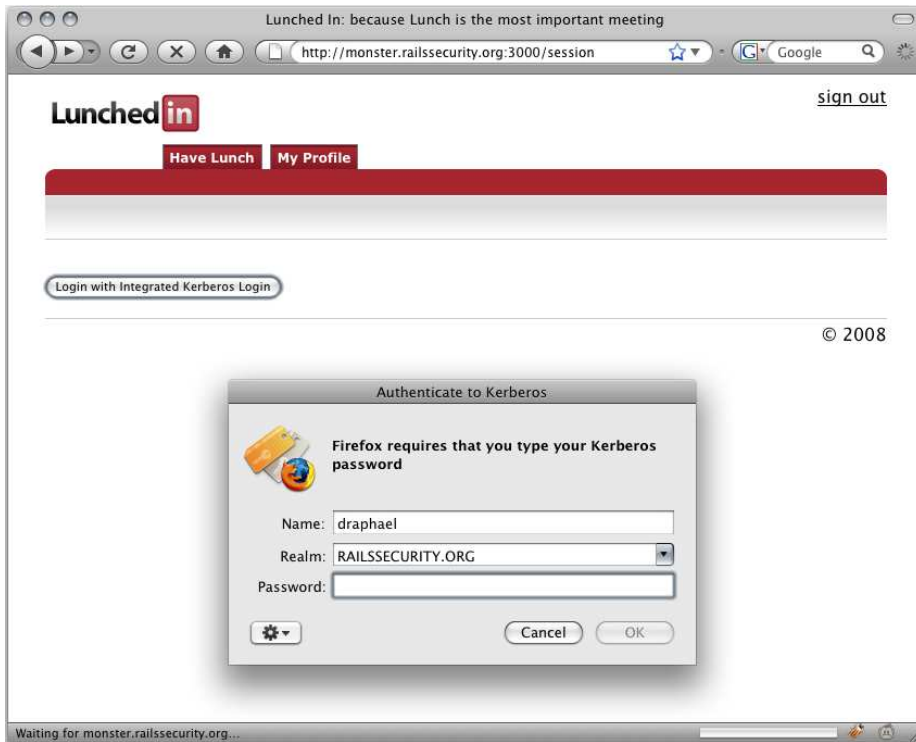 Lunched In: because Lunch is the most important meeting
http://monster.railssecurity.org:3000/session
G Google
sign out
Lunched in
Have Lunch My Profile
Login with Integrated Kerberos Login
© 2008
Authenticate to Kerberos
Firefox requires that you type your Kerberos
password
Name: draphael
Realm: RAILSSECURITY.ORG
Password:
Cancel OK
Waiting for monster.railssecurity.org...